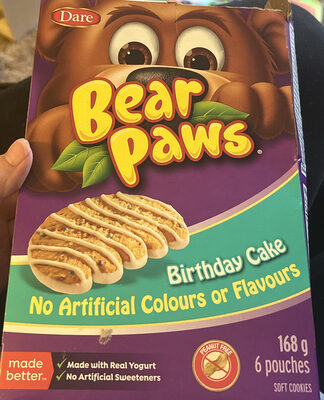 Dare
Bear
Paws®
Birthday Cake
No Artificial Colours or Flavours
made
better™
✓ Made with Real Yogurt
✓ No Artificial Sweeteners
PEANUT FREE
168 g
6 pouches
SOFT COOKIES